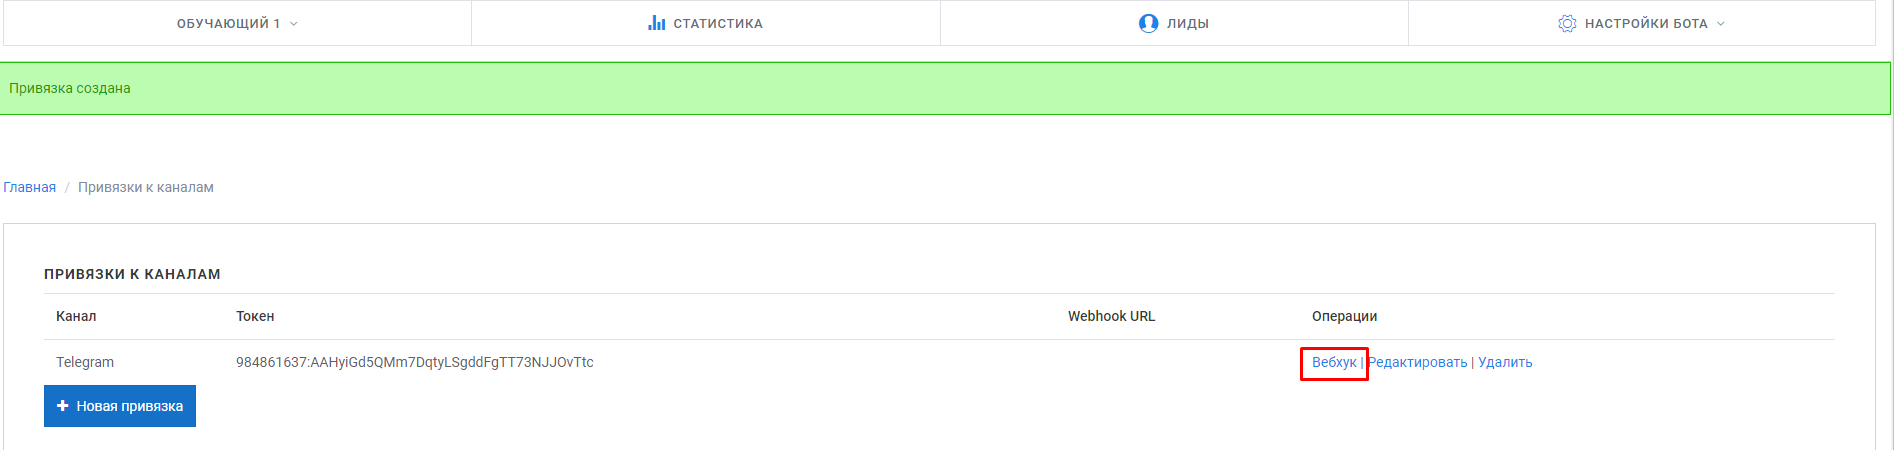 ОБУЧАЮЩИЙ 1 СТАТИСТИКА ЛИДЫ НАСТРОЙКИ БОТА
Привязка создана
Главная / Привязки к каналам
ПРИВЯЗКИ К КАНАЛАМ
Канал Токен Webhook URL Операции
Telegram 984861637:AAHyiGd5QMm7DqtyLSgddFgTT73NJJOvTtc Вебхук | Редактировать | Удалить
+ Новая привязка